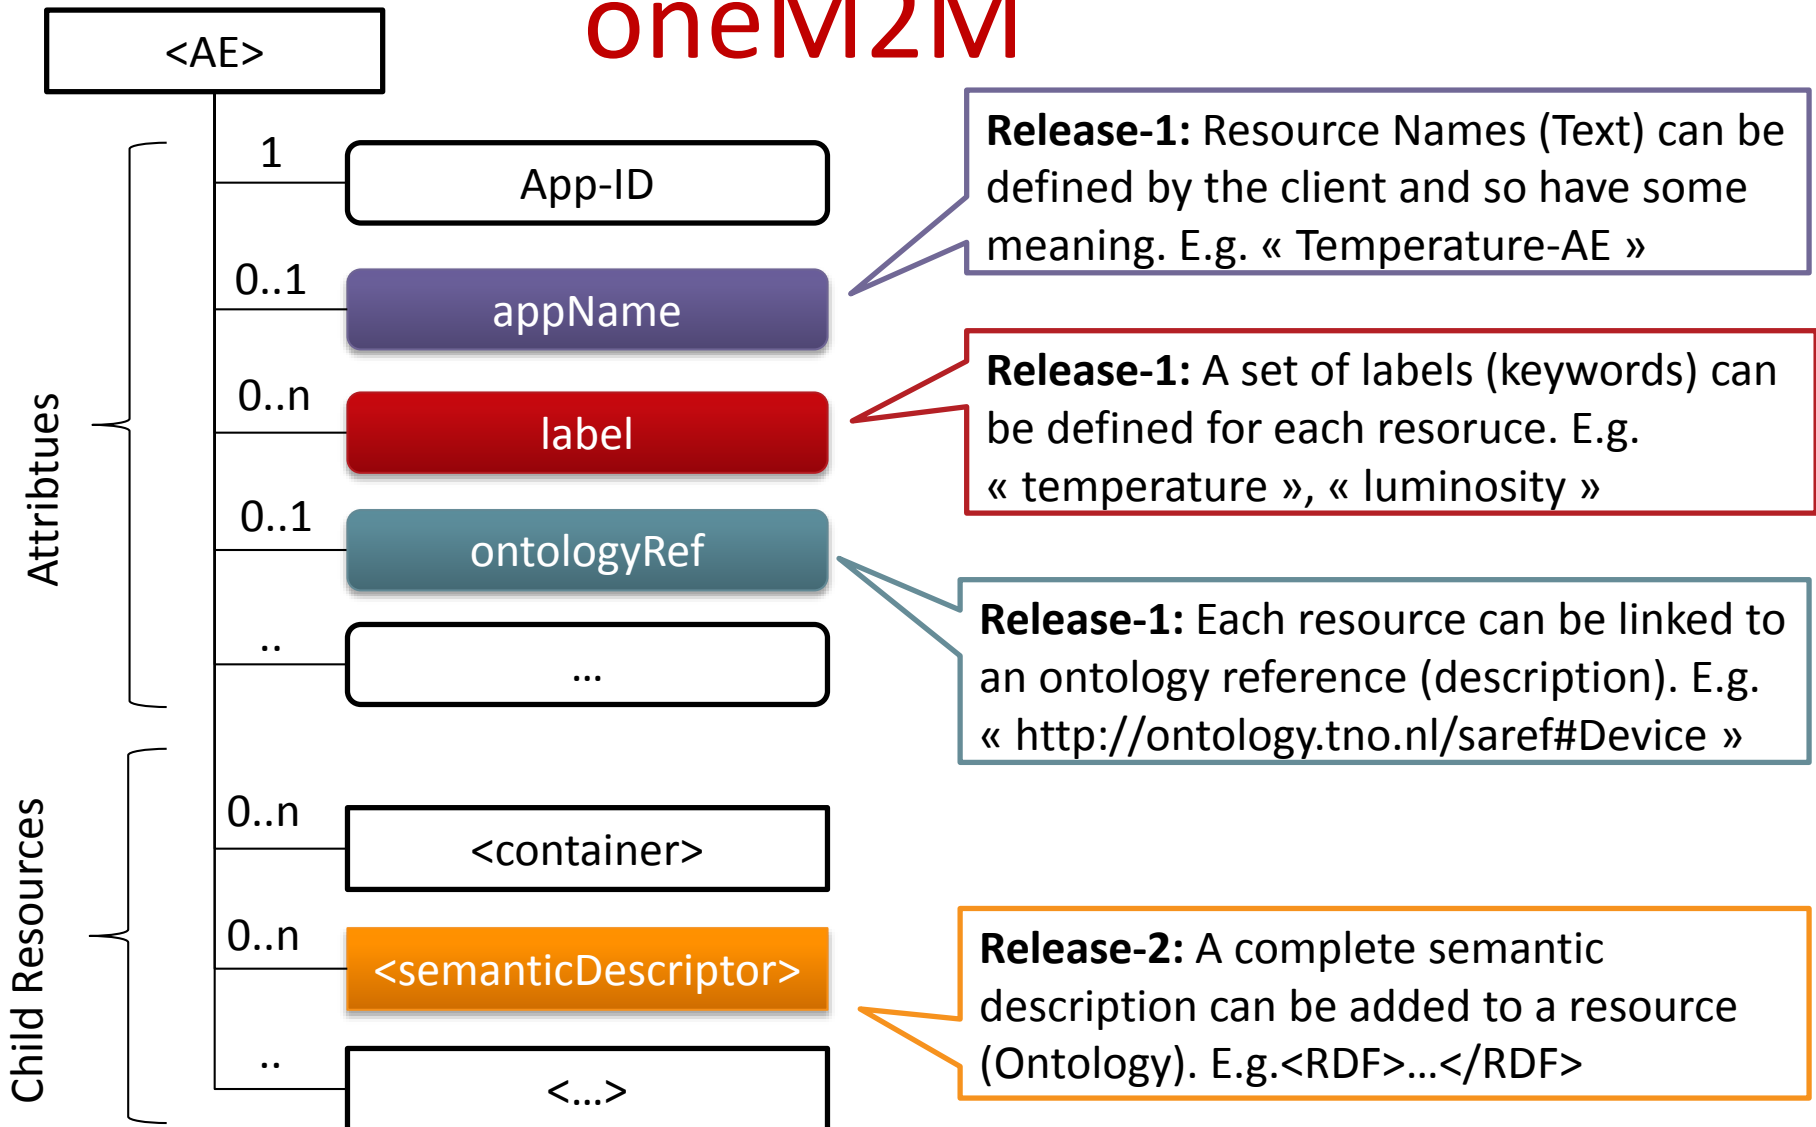 oneM2M
<AE>
Attribtues
1
App-ID
0..1
appName
0..n
label
0..1
ontologyRef
..
...
Release-1: Resource Names (Text) can be
defined by the client and so have some
meaning. E.g. « Temperature-AE »
Release-1: A set of labels (keywords) can
be defined for each resoruce. E.g.
« temperature », « luminosity »
Release-1: Each resource can be linked to
an ontology reference (description). E.g.
« http://ontology.tno.nl/saref#Device »
Child Resources
0..n
<container>
0..n
<semanticDescriptor>
..
<...>
Release-2: A complete semantic
description can be added to a resource
(Ontology). E.g.<RDF>...</RDF>